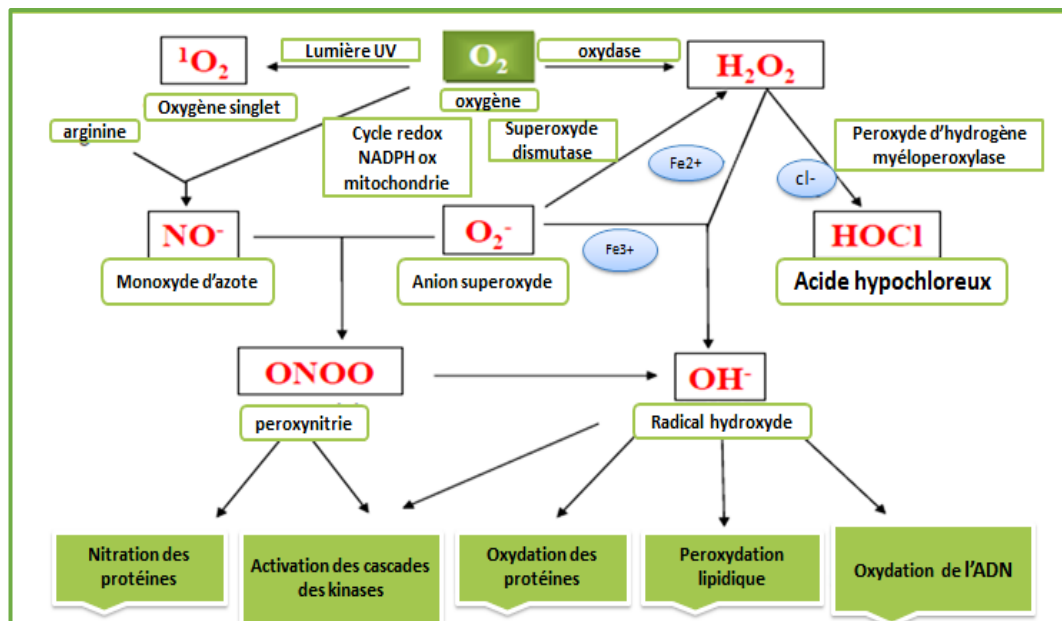 Lumière UV
O₂
oxydase
¹O₂
H₂O₂
Oxygène singlet
oxygène
arginine
Cycle redox
NADPH ox
mitochondrie
Superoxyde
dismutase
Fe2+
cl-
Peroxyde d'hydrogène
myéloperoxylase
NO⁻
O₂⁻
Fe3+
HOCl
Monoxyde d'azote
Anion superoxyde
Acide hypochloreux
ONOO
OH⁻
peroxynitrie
Radical hydroxyde
Nitration des
protéines
Activation des cascades
des kinases
Oxydation des
protéines
Peroxydation
lipidique
Oxydation de l'ADN